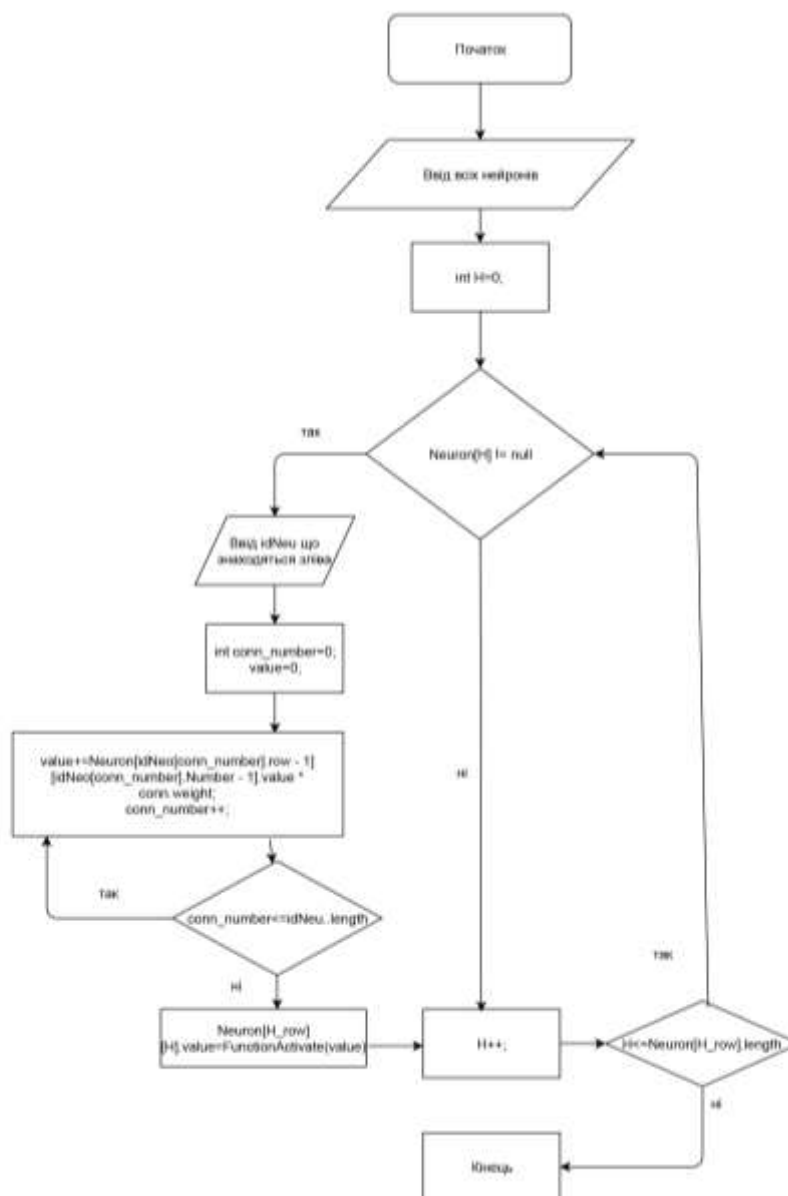 Початок
Ввід всіх нейронів
int H=0;
Neuron[H] != null
так
Ввід idNeu що
знаходяться зліва
int conn_number=0;
value=0;
value+=Neuron[idNeo[conn_number].row - 1]
[idNeo[conn_number].Number - 1].value *
conn.weight;
conn_number++;
так
conn_number<=idNeu..length
ні
Neuron[H_row]
[H].value=FunctionActivate(value)
ні
H++;
так
H<=Neuron[H_row].length
ні
Кінець